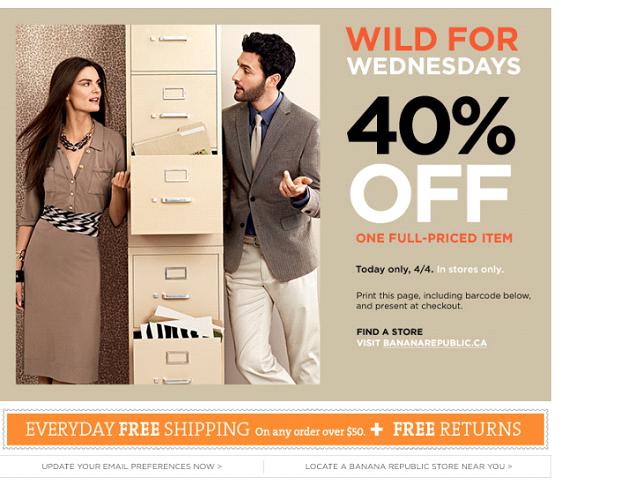 WILD FOR
WEDNESDAYS
40%
OFF
ONE FULL-PRICED ITEM
Today only, 4/4. In stores only.
Print this page, including barcode below,
and present at checkout.
FIND A STORE
VISIT BANANAREPUBLIC.CA
EVERYDAY FREE SHIPPING On any order over $50. + FREE RETURNS
UPDATE YOUR EMAIL PREFERENCES NOW >
LOCATE A BANANA REPUBLIC STORE NEAR YOU >